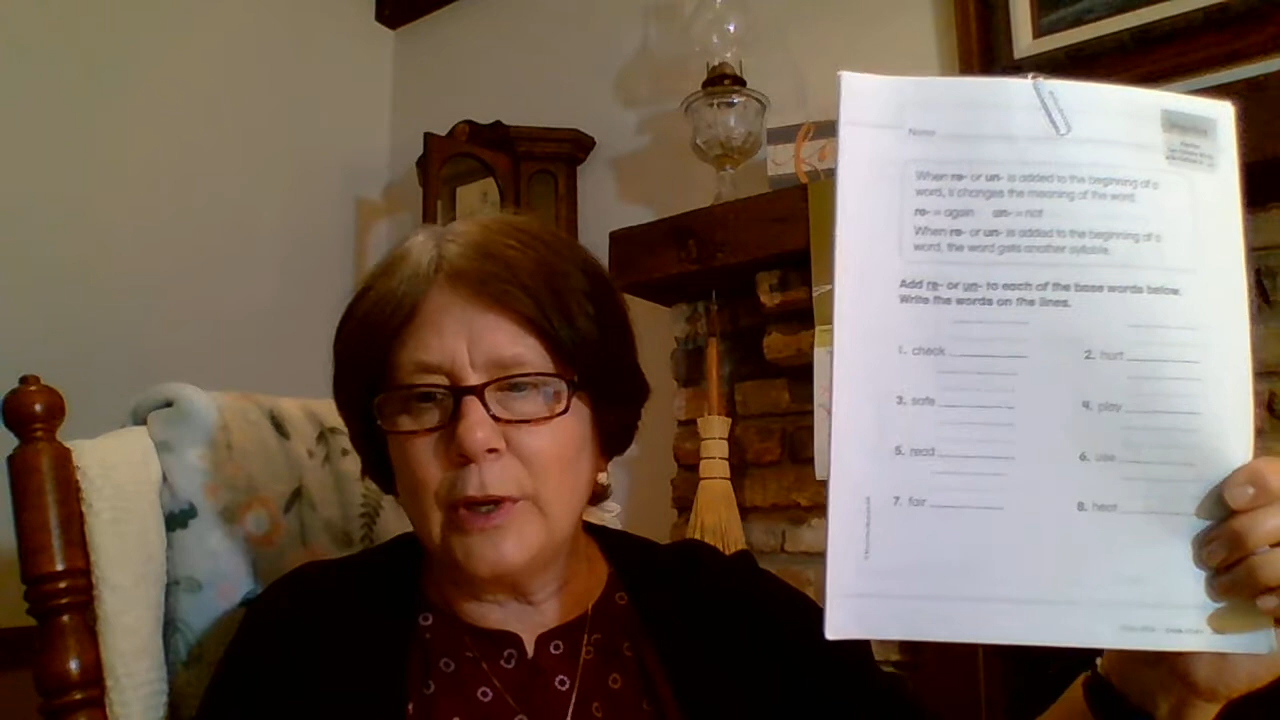 Name
When re- or un- is added to the beginning of a
word, it changes the meaning of the word.
re- = again un- = not
When re- or un- is added to the beginning of a
word, the word gets another syllable.
Add re- or un- to each of the base words below.
Write the words on the lines.
1. check
2. hurt
3. safe
4. play
5. read
6. use
7. fair
8. heat